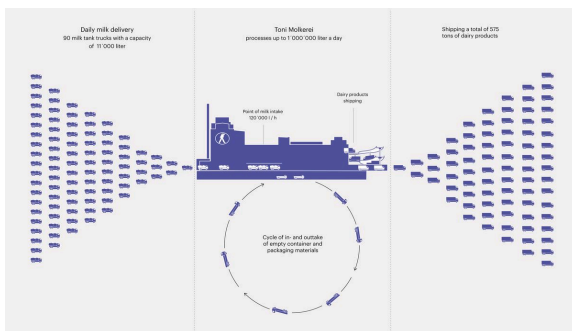 Daily milk delivery
90 milk tank trucks with a capacity
of 11'000 liter
Toni Molkerei
processes up to 1'000'000 liter a day
Shipping a total of 575
tons of dairy products
Point of milk intake
120'000 l / h
Dairy products
shipping
Cycle of in- and outtake
of empty container and
packaging materials